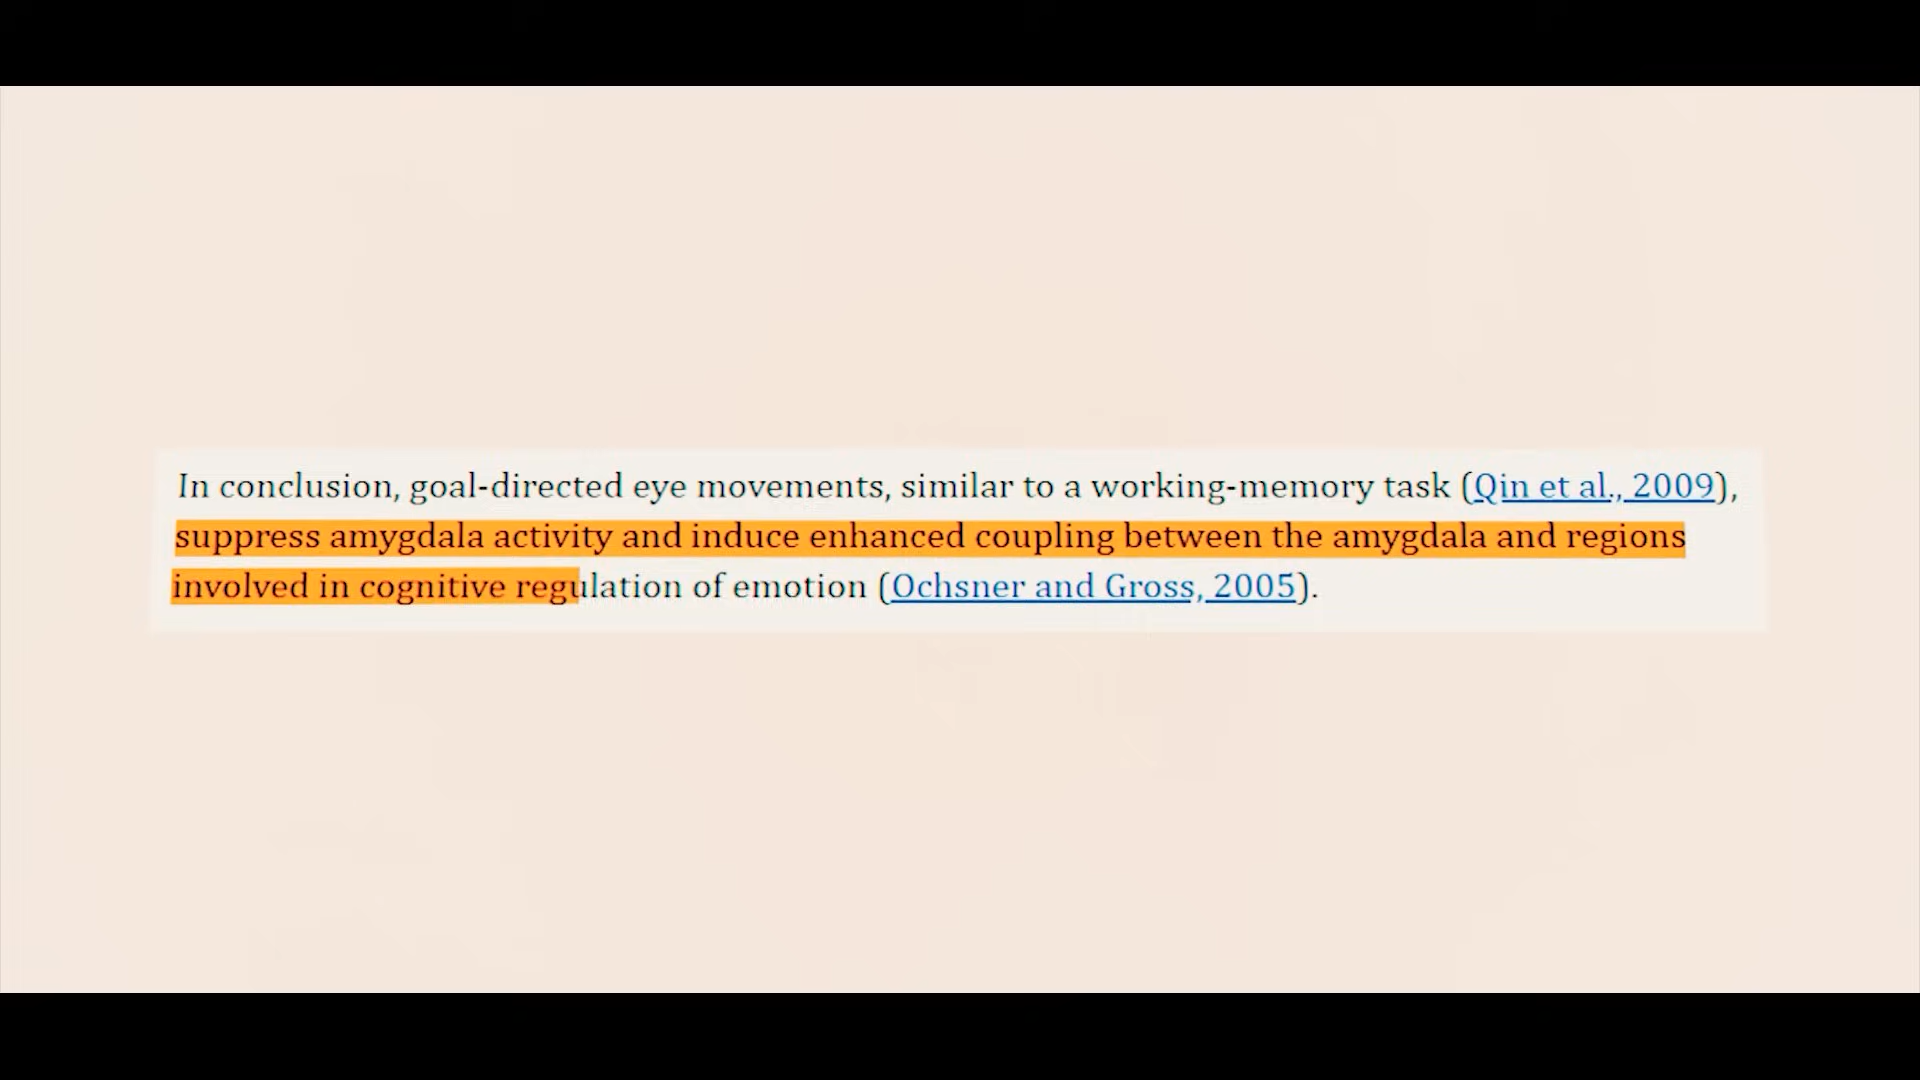 In conclusion, goal-directed eye movements, similar to a working-memory task (Qin et al., 2009),
suppress amygdala activity and induce enhanced coupling between the amygdala and regions
involved in cognitive regulation of emotion (Ochsner and Gross, 2005).